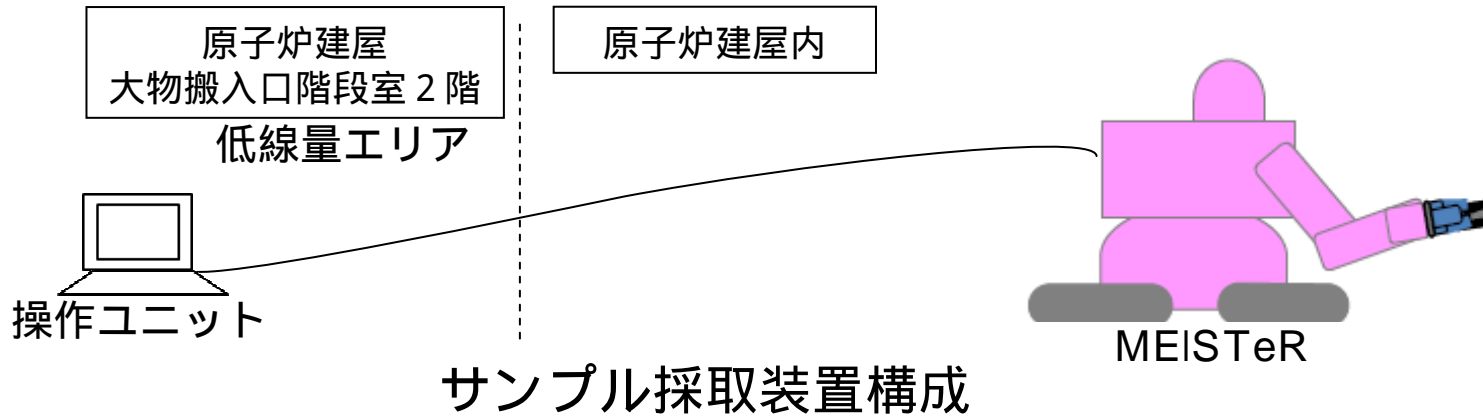 原子炉建屋
大物搬入口階段室2階
原子炉建屋内
低線量エリア
操作ユニット
MEISTeR
サンプル採取装置構成